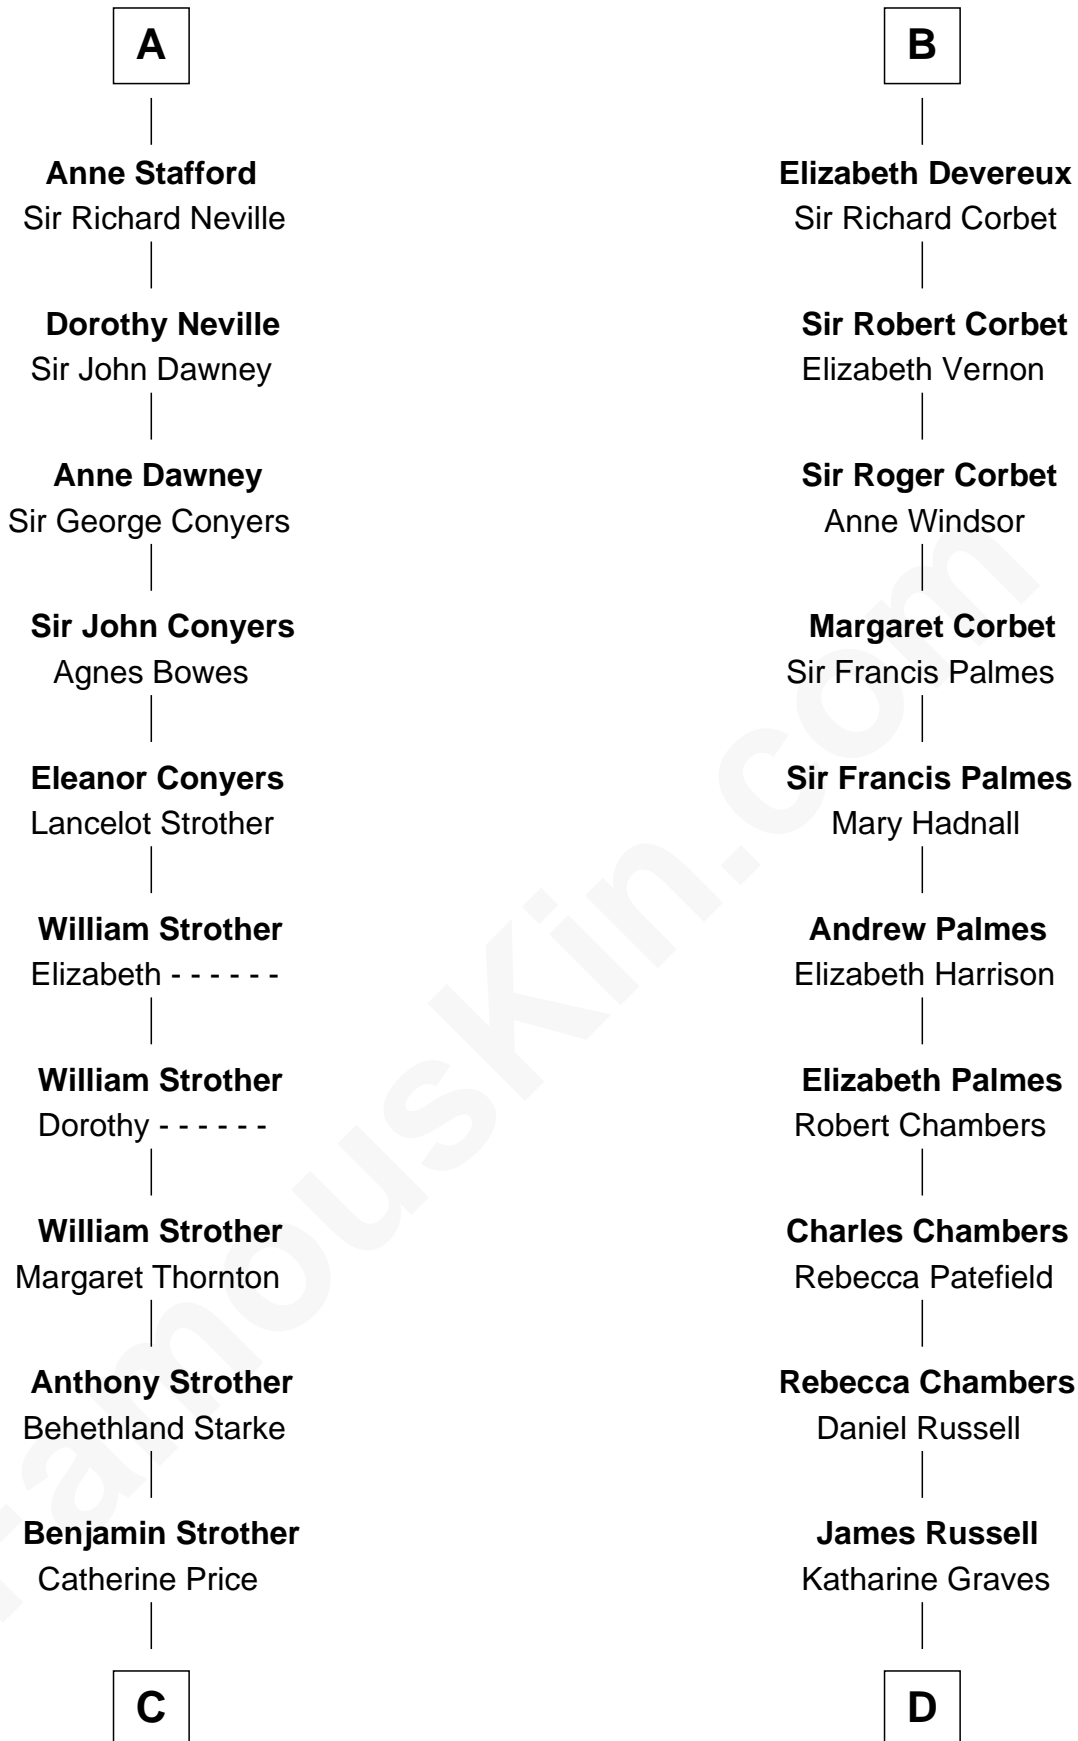 A
Anne Stafford
Sir Richard Neville
Dorothy Neville
Sir John Dawney
Anne Dawney
Sir George Conyers
Sir John Conyers
Agnes Bowes
Eleanor Conyers
Lancelot Strother
William Strother
Elizabeth - - - - - -
William Strother
Dorothy - - - - - -
William Strother
Margaret Thornton
Anthony Strother
Behethland Starke
Benjamin Strother
Catherine Price
C
B
Elizabeth Devereux
Sir Richard Corbet
Sir Robert Corbet
Elizabeth Vernon
Sir Roger Corbet
Anne Windsor
Margaret Corbet
Sir Francis Palmes
Sir Francis Palmes
Mary Hadnall
Andrew Palmes
Elizabeth Harrison
Elizabeth Palmes
Robert Chambers
Charles Chambers
Rebecca Patefield
Rebecca Chambers
Daniel Russell
James Russell
Katharine Graves
D
FamousKin.com